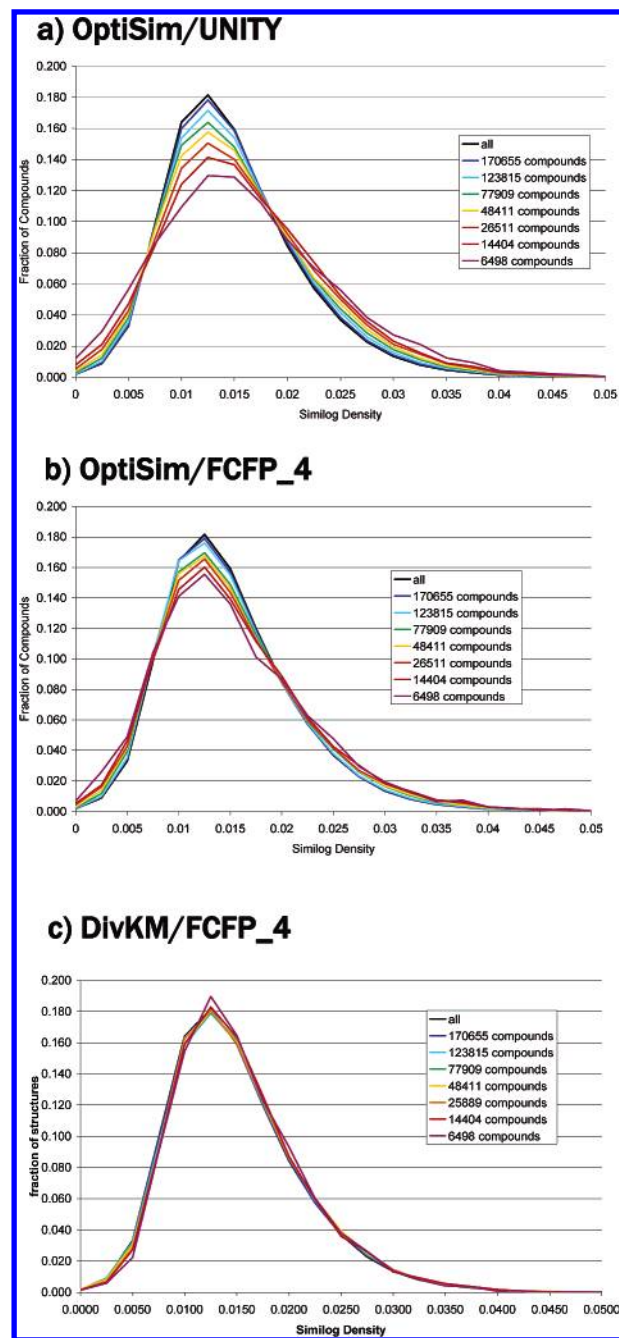 a) OptiSim/UNITY
0.200
0.180
0.160
0.140
0.120
0.100
0.080
0.060
0.040
0.020
0.000
Fraction of Compounds
all
170655 compounds
123815 compounds
77909 compounds
48411 compounds
26511 compounds
14404 compounds
6498 compounds
0 0.005 0.01 0.015 0.02 0.025 0.03 0.035 0.04 0.045 0.05
Similog Density
b) OptiSim/FCFP_4
0.200
0.180
0.160
0.140
0.120
0.100
0.080
0.060
0.040
0.020
0.000
Fraction of Compounds
all
170655 compounds
123815 compounds
77909 compounds
48411 compounds
26511 compounds
14404 compounds
6498 compounds
0 0.005 0.01 0.015 0.02 0.025 0.03 0.035 0.04 0.045 0.05
Similog Density
c) DivKM/FCFP_4
0.200
0.180
0.160
0.140
0.120
0.100
0.080
0.060
0.040
0.020
0.000
fraction of structures
all
170655 compounds
123815 compounds
77909 compounds
48411 compounds
25889 compounds
14404 compounds
6498 compounds
0.0000 0.0050 0.0100 0.0150 0.0200 0.0250 0.0300 0.0350 0.0400 0.0450 0.0500
Similog Density